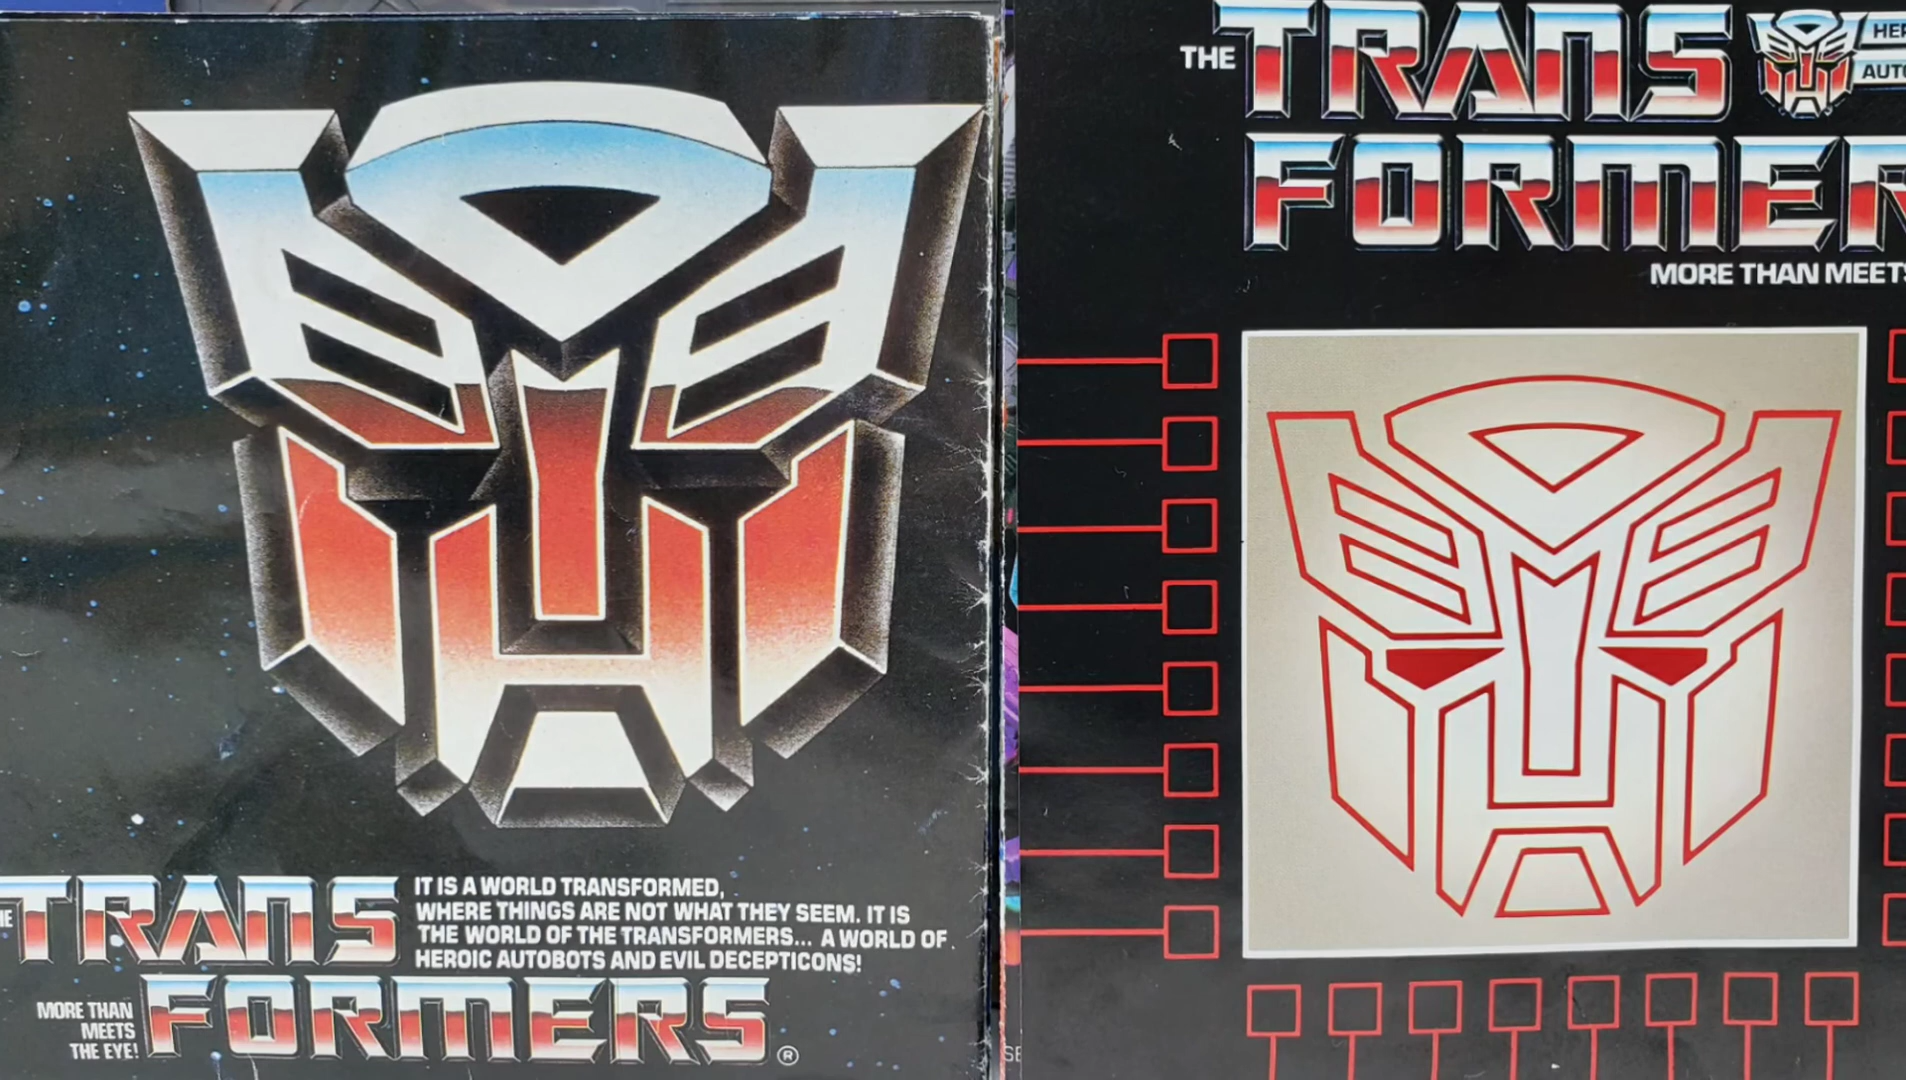 THE TRANS
FORMERS
®
MORE THAN
MEETS
THE EYE!
IT IS A WORLD TRANSFORMED,
WHERE THINGS ARE NOT WHAT THEY SEEM. IT IS
THE WORLD OF THE TRANSFORMERS... A WORLD OF
HEROIC AUTOBOTS AND EVIL DECEPTICONS!
THE TRANS
FORMER
MORE THAN MEETS